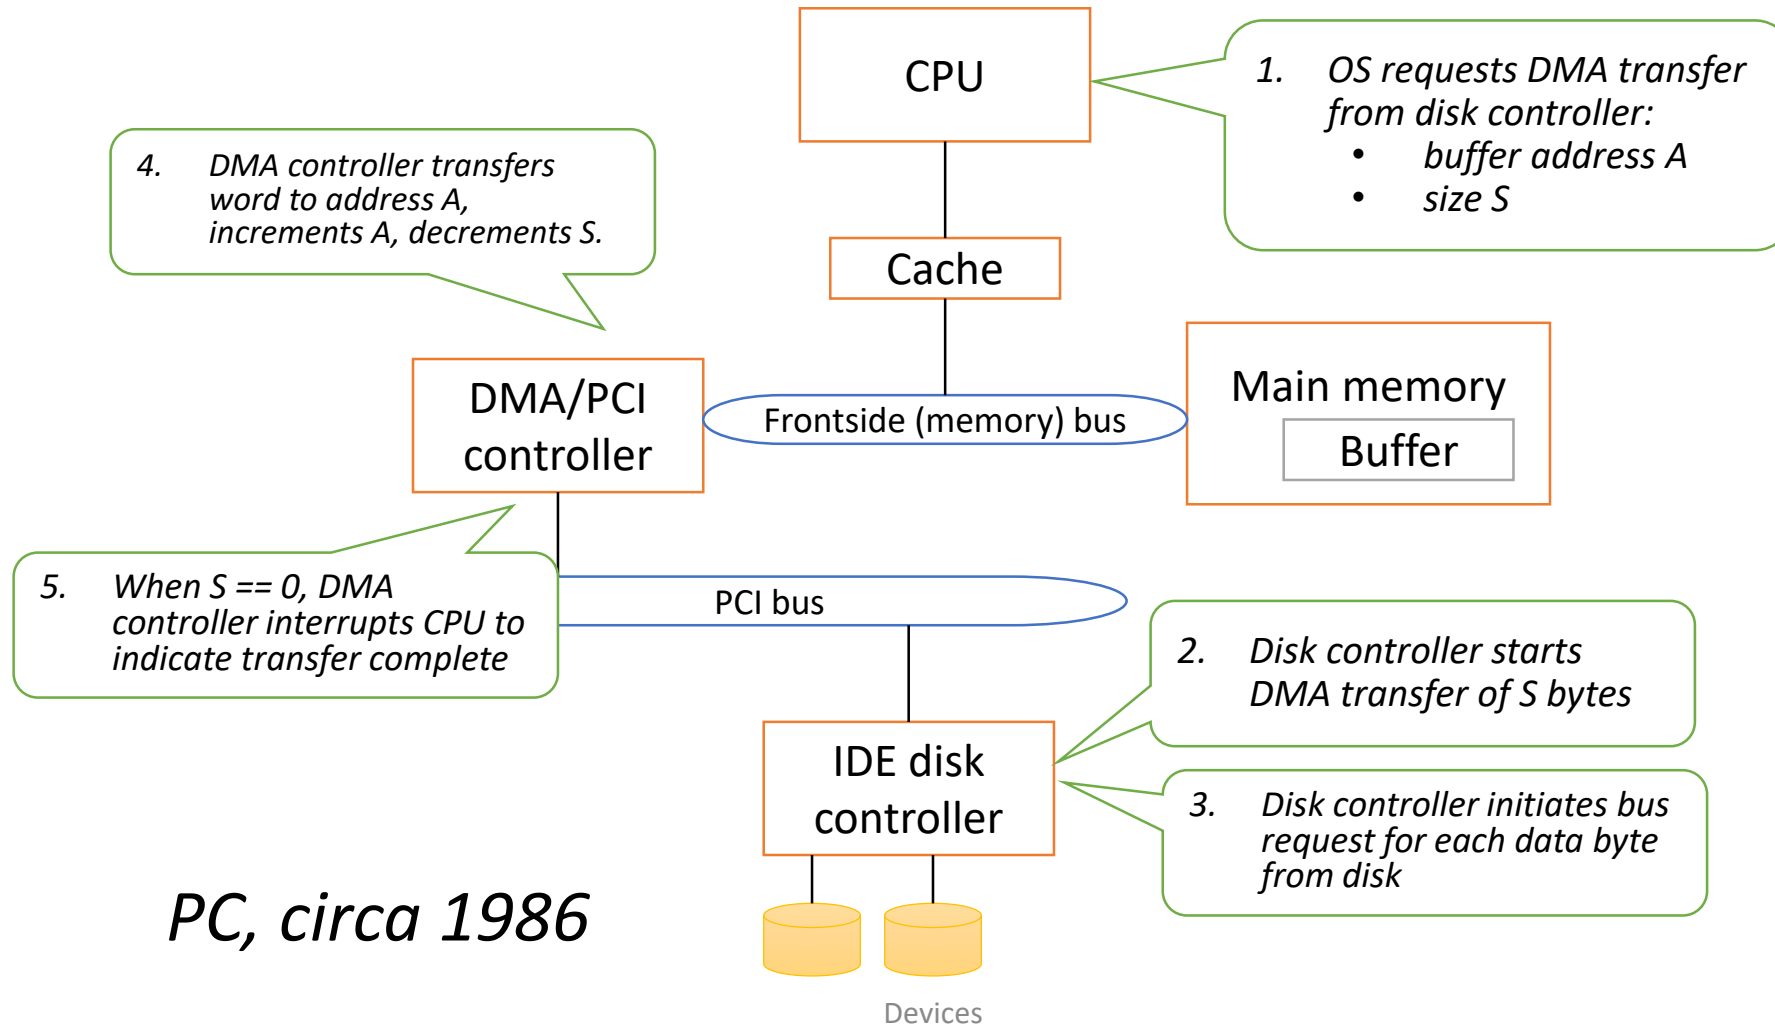 CPU
1. OS requests DMA transfer
from disk controller:
• buffer address A
• size S
4. DMA controller transfers
word to address A,
increments A, decrements S.
Cache
DMA/PCI
controller
Frontside (memory) bus
Main memory
Buffer
5. When S == 0, DMA
controller interrupts CPU to
indicate transfer complete
PCI bus
2. Disk controller starts
DMA transfer of S bytes
IDE disk
controller
3. Disk controller initiates bus
request for each data byte
from disk
PC, circa 1986
Devices